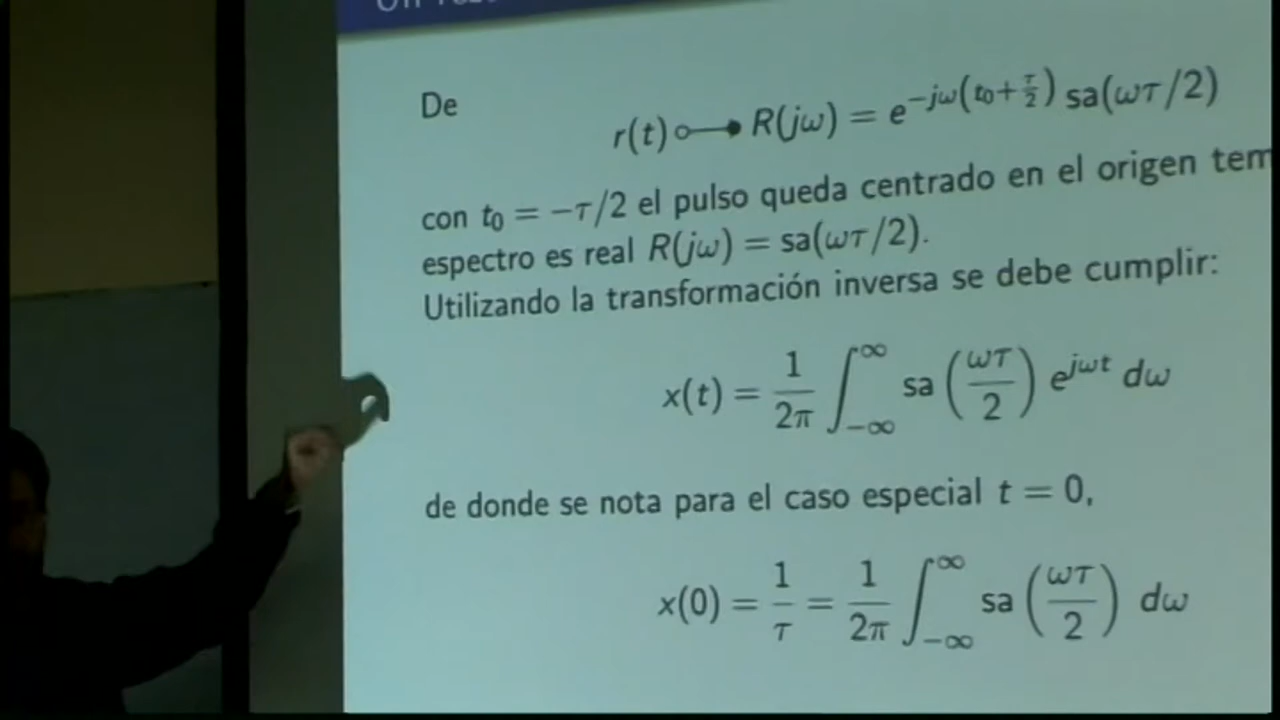 De
r(t) ○—● R(jω) = e^{−jω(t₀+τ/2)} sa(ωτ/2)
con t₀ = −τ/2 el pulso queda centrado en el origen
espectro es real R(jω) = sa(ωτ/2).
Utilizando la transformación inversa se debe cumplir:
x(t) = 1/2π ∫_{−∞}^{∞} sa(ωτ/2) e^{jωt} dω
de donde se nota para el caso especial t = 0,
x(0) = 1/τ = 1/2π ∫_{−∞}^{∞} sa(ωτ/2) dω